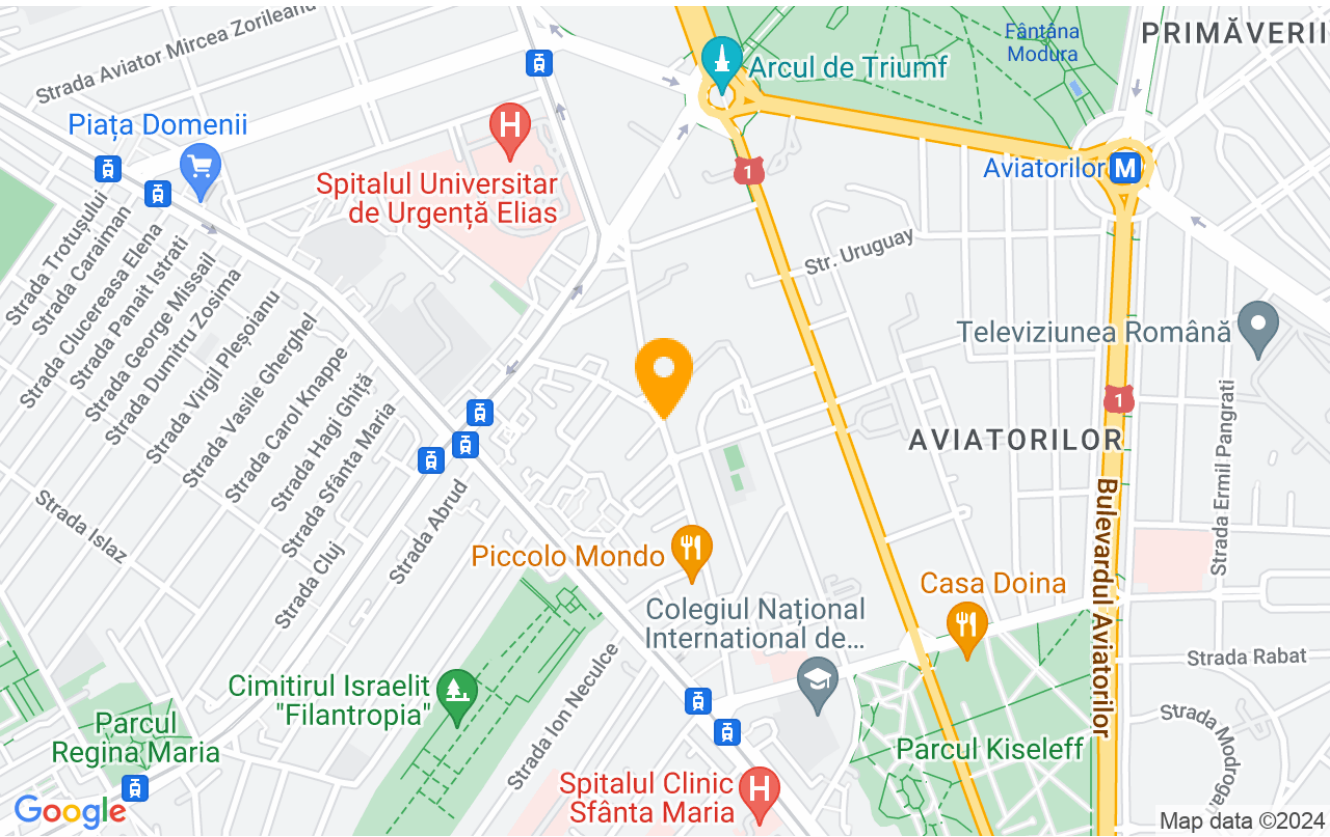 Strada Aviator Mircea Zorileanu
Fântâna
Modura
PRIMĂVERII
Arcul de Triumf
H
Piața Domenii
Spitalul Universitar
de Urgență Elias
1
Aviatorilor
M
Str. Uruguay
Strada Trotușului
Strada Caraiman
Strada Clucereasa Elena
Strada Panait Istrati
Strada George Missail
Strada Dumitru Zosima
Strada Virgil Pleșoianu
Strada Vasile Gherghel
Strada Carol Knappe
Strada Hagi Ghiță
Strada Sfânta Maria
Strada Cluj
Strada Abrud
Strada Islaz
Televiziunea Română
1
AVIATORILOR
Strada Ermil Pangrati
Bulevardul Aviatorilor
Piccolo Mondo
Casa Doina
Colegiul Național
International de...
Strada Rabat
Cimitirul Israelit
"Filantropia"
Strada Ion Neculce
Parcul
Regina Maria
Strada Modrogan
Parcul Kiseleff
Spitalul Clinic
Sfânta Maria
H
Google
Map data ©2024